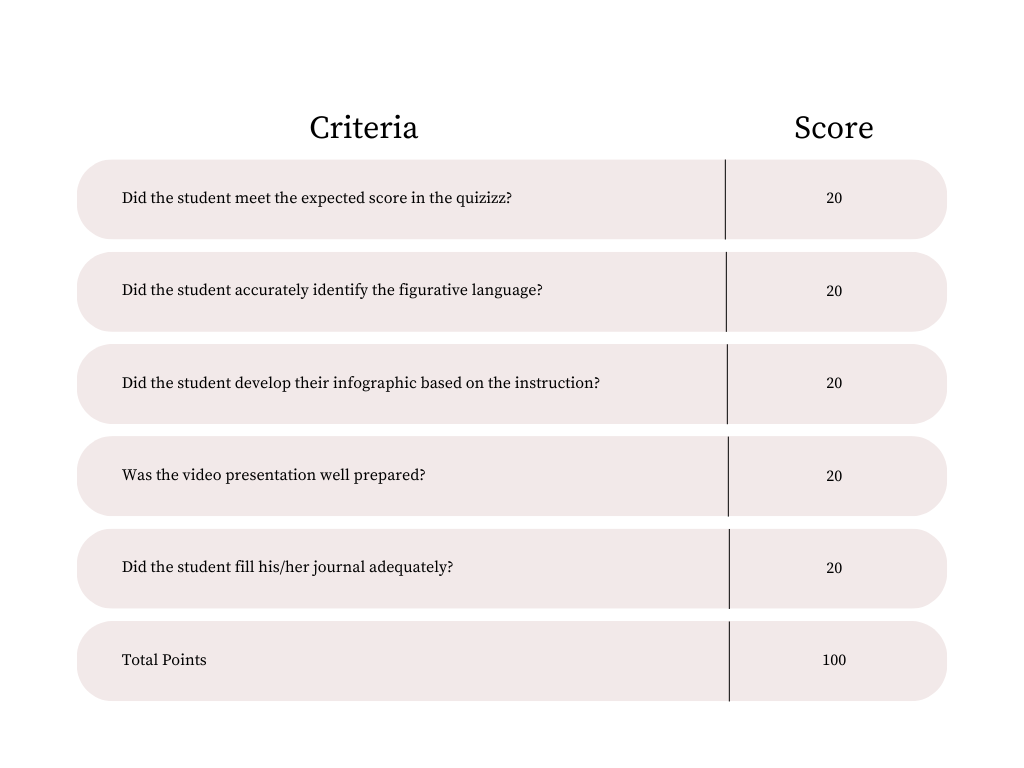 Criteria Score
Did the student meet the expected score in the quizizz? 20
Did the student accurately identify the figurative language? 20
Did the student develop their infographic based on the instruction? 20
Was the video presentation well prepared? 20
Did the student fill his/her journal adequately? 20
Total Points 100